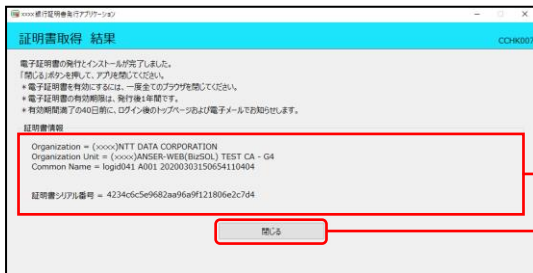 xxxx 銀行証明書発行アプリケーション
証明書取得 結果
CCHK007
電子証明書の発行とインストールが完了しました。
「閉じる」ボタンを押して、アプリを閉じてください。
＊電子証明書を有効にするには、一度全てのブラウザを閉じてください。
＊電子証明書の有効期限は、発行後1年間です。
＊有効期間満了の40日前に、ログイン後のトップページおよび電子メールでお知らせします。
証明書情報
Organization = (xxxx)NTT DATA CORPORATION
Organization Unit = (xxxx)ANSER-WEB(BizSOL) TEST CA - G4
Common Name = logid041 A001 20200303150654110404
証明書シリアル番号 = 4234c6c5e9682aa96a9f121806e2c7d4
閉じる